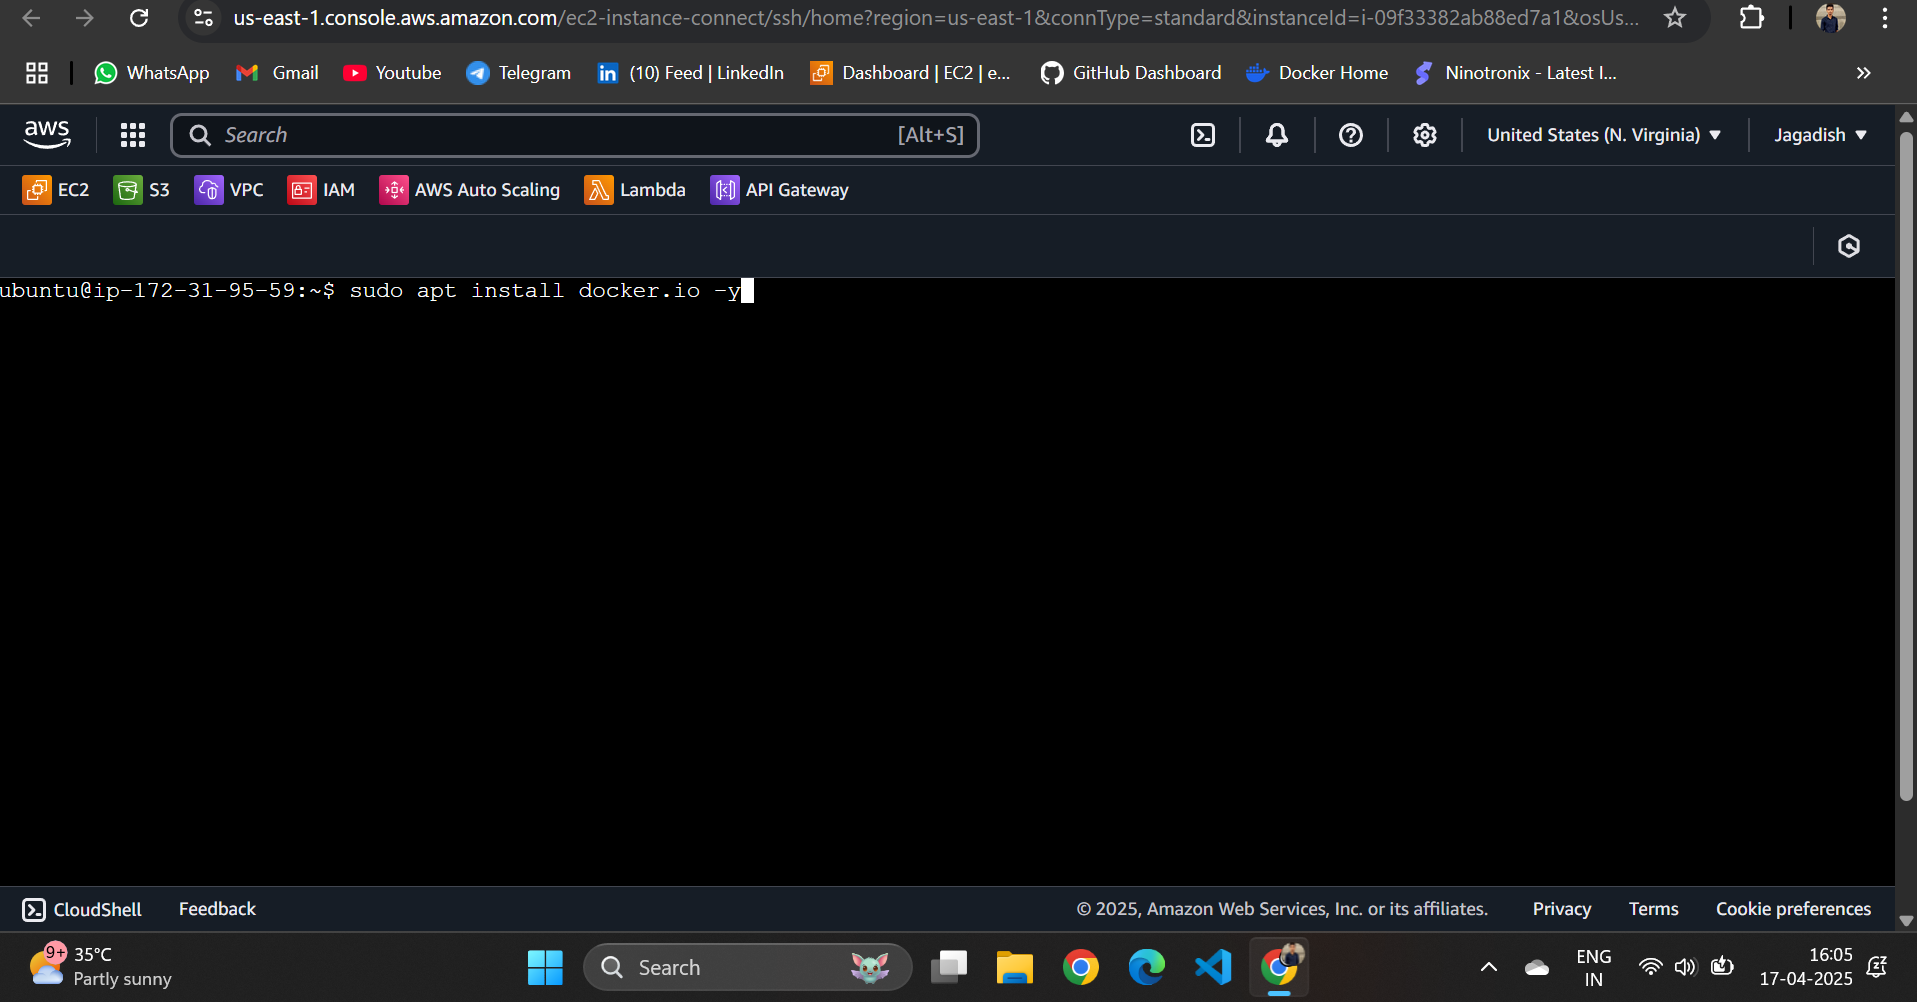 us-east-1.console.aws.amazon.com/ec2-instance-connect/ssh/home?region=us-east-1&connType=standard&instanceId=i-09f33382ab88ed7a1&osUs...
WhatsApp Gmail Youtube Telegram (10) Feed | LinkedIn Dashboard | EC2 | e... GitHub Dashboard Docker Home Ninotronix - Latest I...
aws Search [Alt+S] United States (N. Virginia) Jagadish
EC2 S3 VPC IAM AWS Auto Scaling Lambda API Gateway
ubuntu@ip-172-31-95-59:~$ sudo apt install docker.io -y
CloudShell Feedback © 2025, Amazon Web Services, Inc. or its affiliates. Privacy Terms Cookie preferences
9+ 35°C
Partly sunny
Search
ENG
IN
16:05
17-04-2025